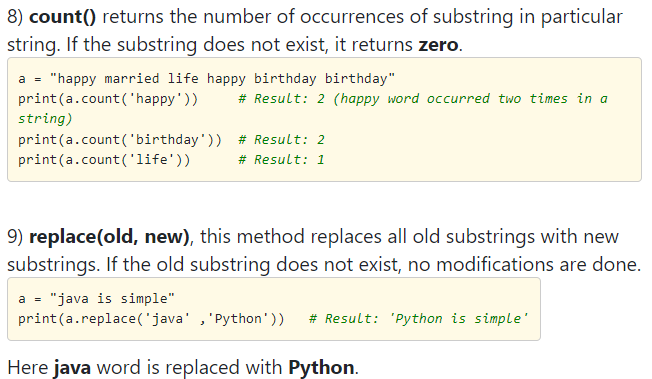 8) count() returns the number of occurrences of substring in particular
string. If the substring does not exist, it returns zero.
a = "happy married life happy birthday birthday"
print(a.count('happy'))     # Result: 2 (happy word occurred two times in a
string)
print(a.count('birthday'))  # Result: 2
print(a.count('life'))      # Result: 1
9) replace(old, new), this method replaces all old substrings with new
substrings. If the old substring does not exist, no modifications are done.
a = "java is simple"
print(a.replace('java' ,'Python'))   # Result: 'Python is simple'
Here java word is replaced with Python.